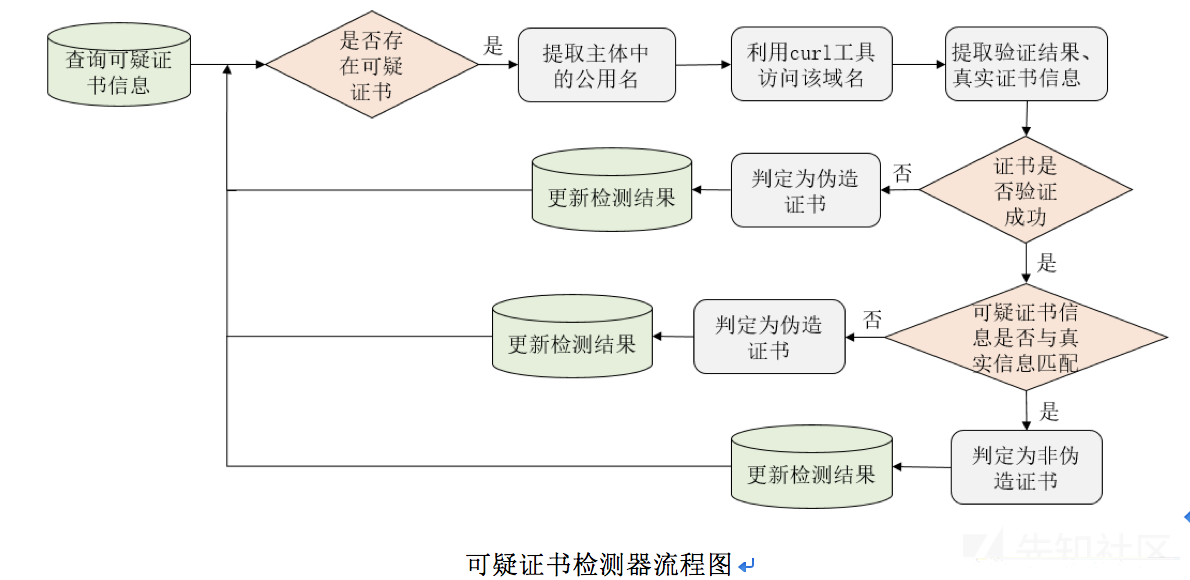 查询可疑证
书信息
是否存
在可疑
证书
是
提取主体中
的公用名
利用curl工具
访问该域名
提取验证结果、
真实证书信息
证书是
否验证
成功
否
判定为伪造
证书
更新检测结果
是
可疑证书信
息是否与真
实信息匹配
否
判定为伪造
证书
更新检测结果
是
判定为非伪
造证书
更新检测结果
可疑证书检测器流程图
先知社区